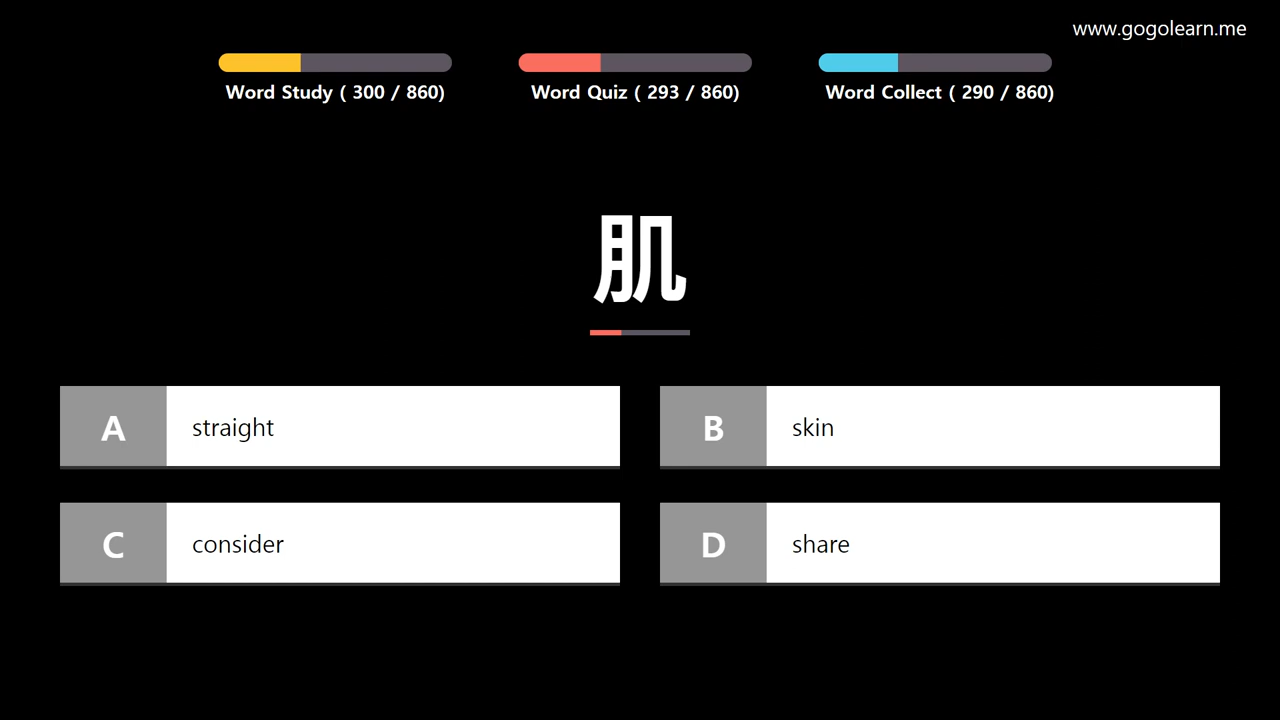 www.gogolearn.me
Word Study ( 300 / 860)
Word Quiz ( 293 / 860)
Word Collect ( 290 / 860)
肌
A straight
B skin
C consider
D share